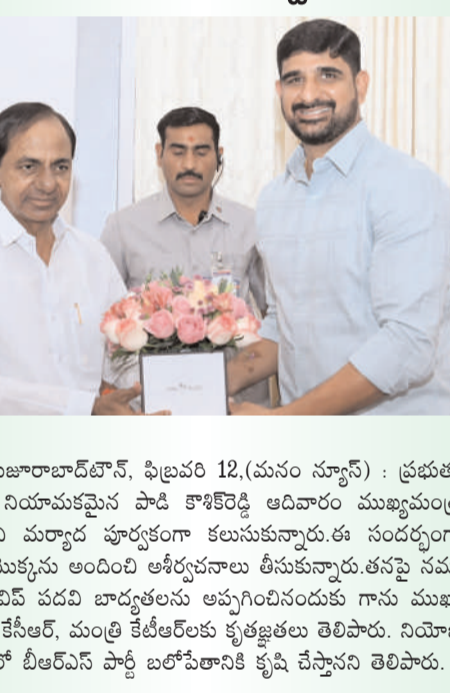 జూరాబాద్‌టౌన్, ఫిబ్రవరి 12,(మనం న్యూస్) : ప్రభుత
నియామకమైన పాడి కౌశిక్‌రెడ్డి ఆదివారం ముఖ్యమంత్ర
మర్యాద పూర్వకంగా కలుసుకున్నారు.ఈ సందర్భంగ
మొక్కను అందించి అశీర్వచనాలు తీసుకున్నారు.తనపై నమ
విప్ పదవి బాద్యతలను అప్పగించినందుకు గాను ముఖ
కేసీఆర్, మంత్రి కేటీఆర్‌లకు కృతజ్ఞతలు తెలిపారు. నియో
లో బీఆర్ఎస్ పార్టీ బలోపేతానికి కృషి చేస్తానని తెలిపారు.